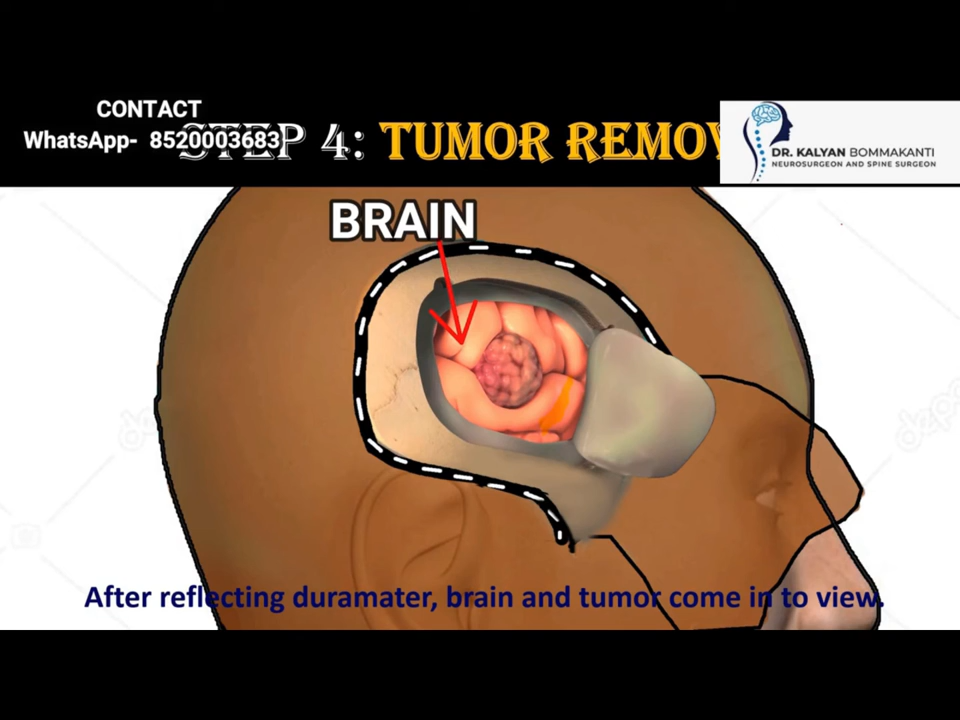 CONTACT
WhatsApp- 8520003683
STEP 4: TUMOR REMOV
DR. KALYAN BOMMAKANTI
NEUROSURGEON AND SPINE SURGEON
BRAIN
After reflecting duramater, brain and tumor come in to view.